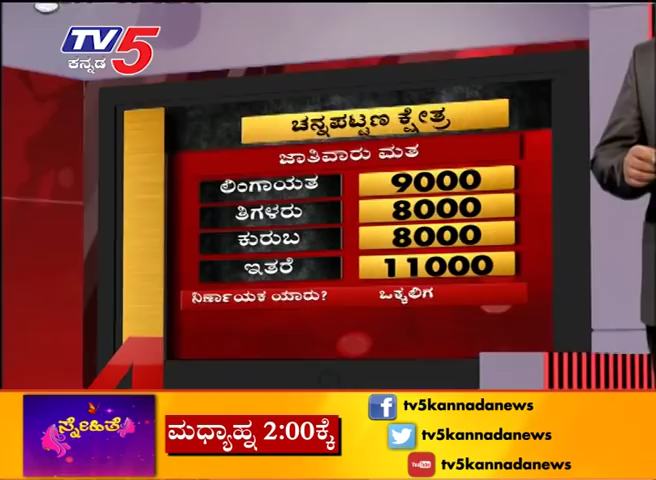 TV5
ಕನ್ನಡ
ಚನ್ನಪಟ್ಟಣ ಕ್ಷೇತ್ರ
ಜಾತಿವಾರು ಮತ
ಲಿಂಗಾಯತ 9000
ತಿಗಳರು 8000
ಕುರುಬ 8000
ಇತರೆ 11000
ನಿರ್ಣಾಯಕ ಯಾರು? ಒಕ್ಕಲಿಗ
ಸ್ನೇಹಿತೆ
ಮಧ್ಯಾಹ್ನ 2:00ಕ್ಕೆ
tv5kannadanews
tv5kannadanews
YouTube tv5kannadanews